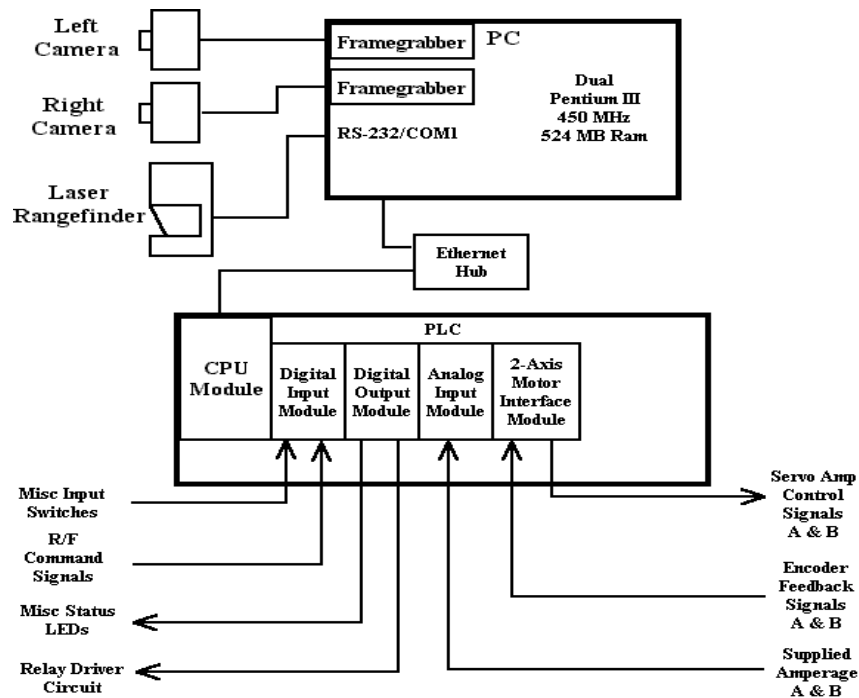 Left
Camera
Right
Camera
Laser
Rangefinder
Framegrabber
PC
Framegrabber
RS-232/COM1
Dual
Pentium III
450 MHz
524 MB Ram
Ethernet
Hub
PLC
CPU
Module
Digital
Input
Module
Digital
Output
Module
Analog
Input
Module
2-Axis
Motor
Interface
Module
Misc Input
Switches
R/F
Command
Signals
Misc Status
LEDs
Relay Driver
Circuit
Servo Amp
Control
Signals
A & B
Encoder
Feedback
Signals
A & B
Supplied
Amperage
A & B